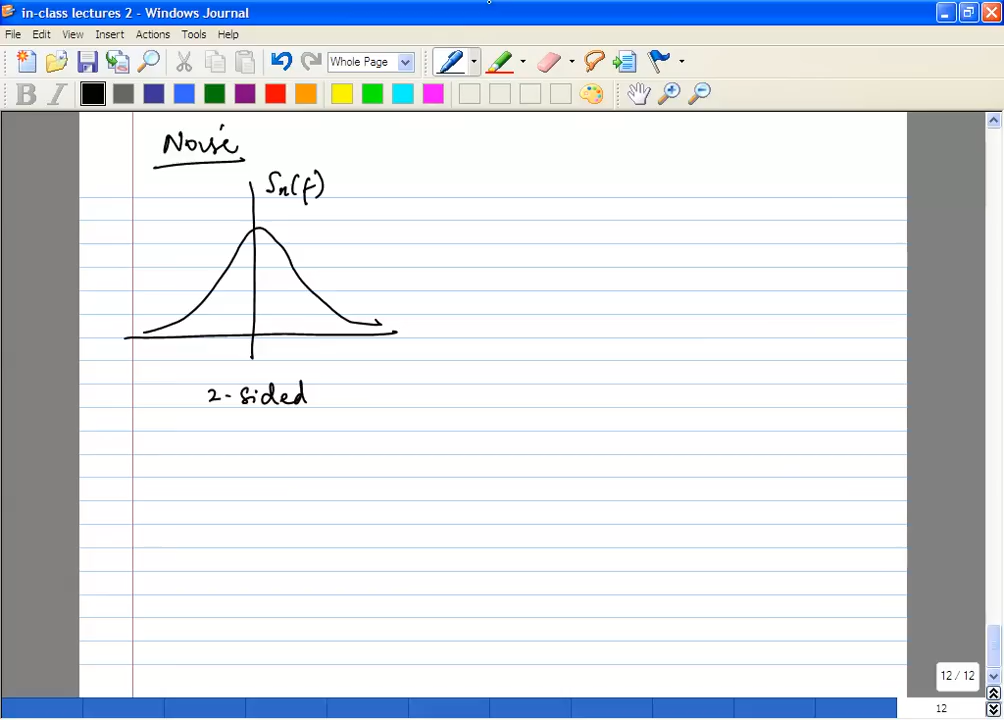 in-class lectures 2 - Windows Journal
File Edit View Insert Actions Tools Help
Whole Page
B I
Noise
Sn(f)
2-sided
12 / 12
12